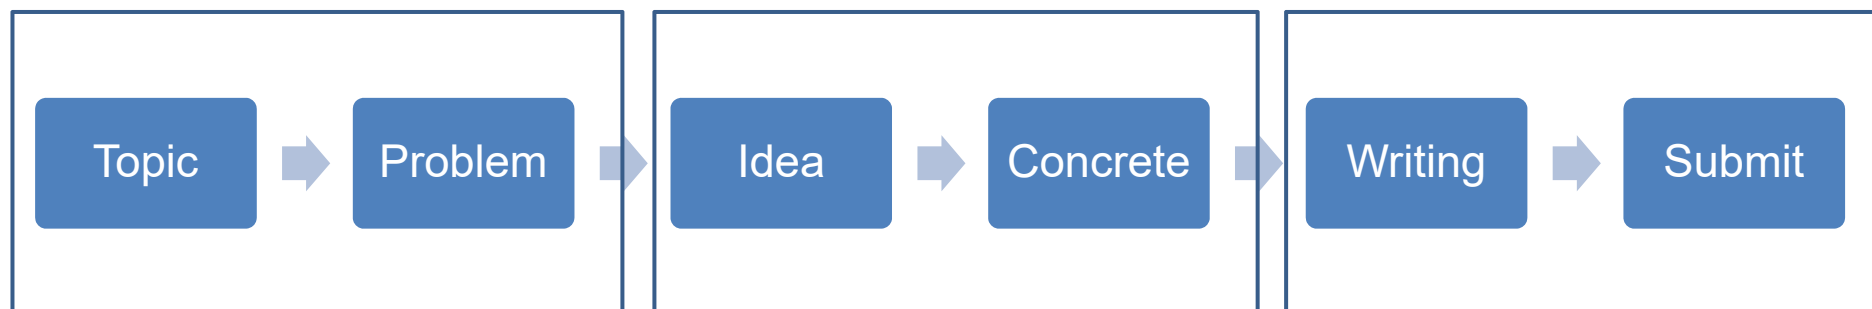 Topic
Problem
Idea
Concrete
Writing
Submit